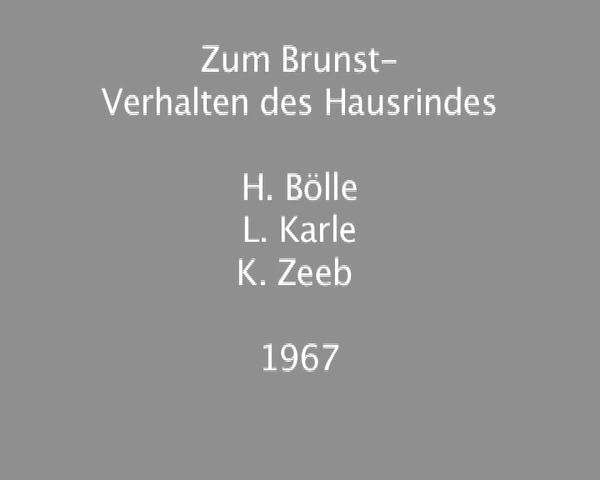 Zum Brunst-
Verhalten des Hausrindes
H. Bölle
L. Karle
K. Zeeb
1967